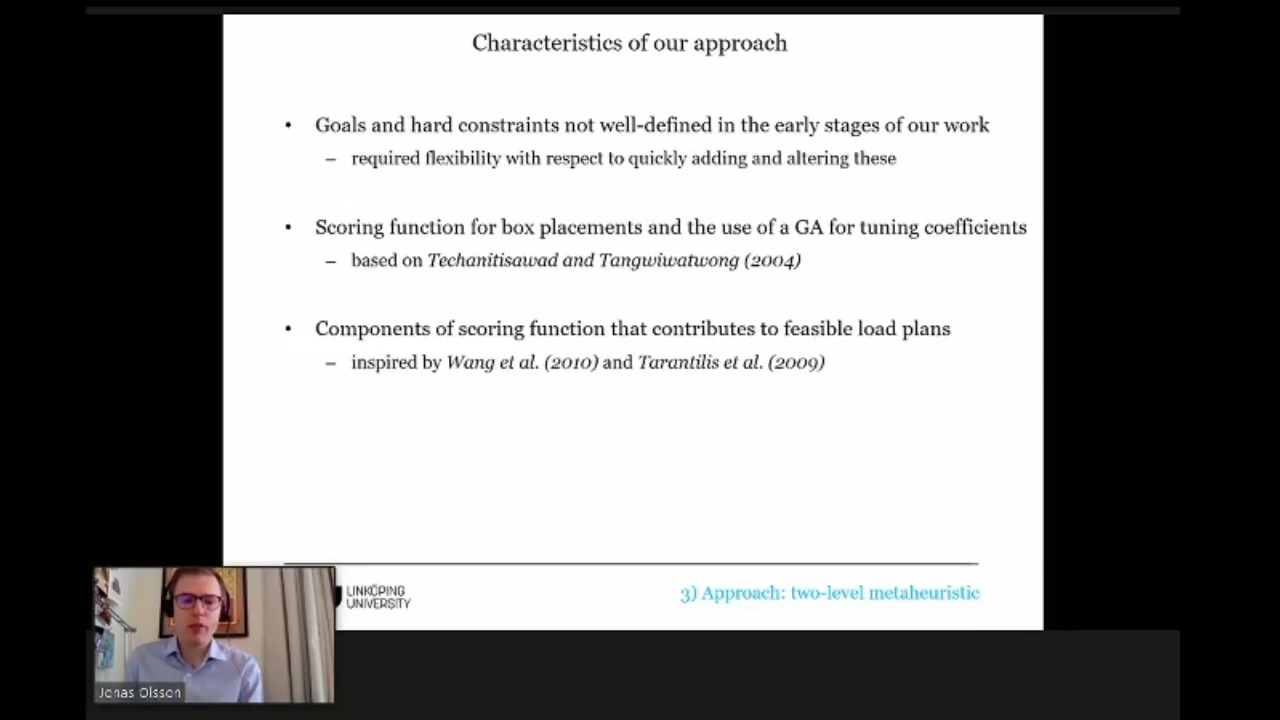 Characteristics of our approach
• Goals and hard constraints not well-defined in the early stages of our work
– required flexibility with respect to quickly adding and altering these
• Scoring function for box placements and the use of a GA for tuning coefficients
– based on Techanitisawad and Tangwiwatwong (2004)
• Components of scoring function that contributes to feasible load plans
– inspired by Wang et al. (2010) and Tarantilis et al. (2009)
LINKÖPING
UNIVERSITY
3) Approach: two-level metaheuristic
Jonas Olsson